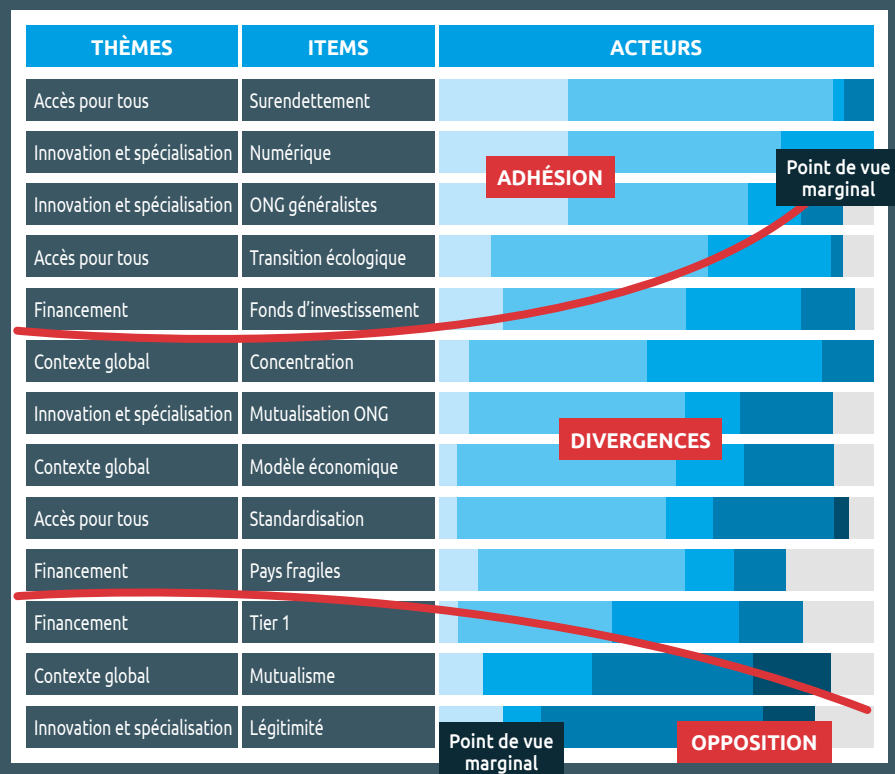 THÈMES ITEMS ACTEURS
Accès pour tous Surendettement
Innovation et spécialisation Numérique
ADHÉSION
Point de vue
marginal
Innovation et spécialisation ONG généralistes
Accès pour tous Transition écologique
Financement Fonds d’investissement
Contexte global Concentration
Innovation et spécialisation Mutualisation ONG
DIVERGENCES
Contexte global Modèle économique
Accès pour tous Standardisation
Financement Pays fragiles
Financement Tier 1
Contexte global Mutualisme
Innovation et spécialisation Légitimité
Point de vue
marginal
OPPOSITION